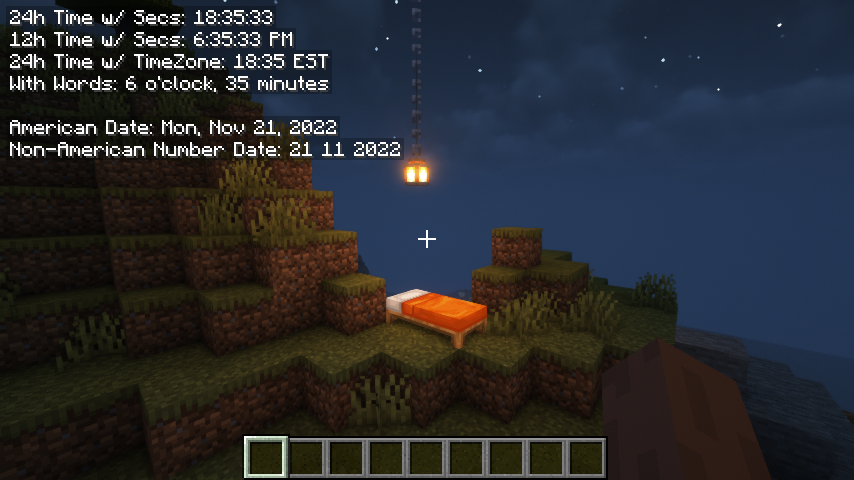 24h Time w/ Secs: 18:35:33
12h Time w/ Secs: 6:35:33 PM
24h Time w/ TimeZone: 18:35 EST
With Words: 6 o'clock, 35 minutes
American Date: Mon, Nov 21, 2022
Non-American Number Date: 21 11 2022